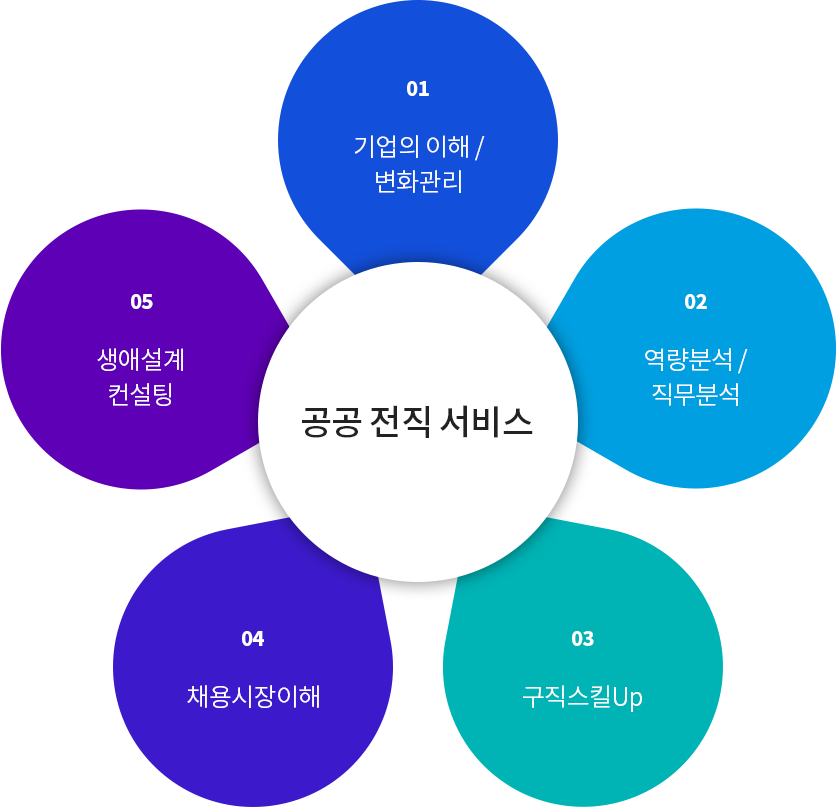 01
기업의 이해 /
변화관리
02
역량분석 /
직무분석
03
구직스킬Up
04
채용시장이해
05
생애설계
컨설팅
공공 전직 서비스